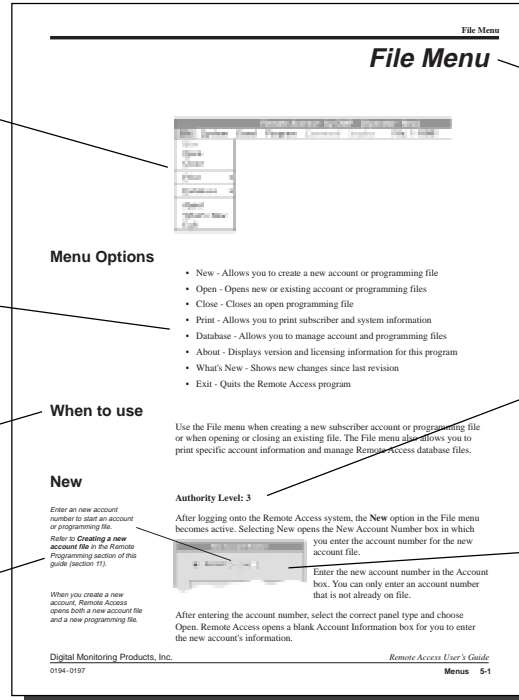 File Menu
File Menu
Menu Options
• New - Allows you to create a new account or programming file
• Open - Opens new or existing account or programming files
• Close - Closes an open programming file
• Print - Allows you to print subscriber and system information
• Database - Allows you to manage account and programming files
• About - Displays version and licensing information for this program
• What's New - Shows new changes since last revision
• Exit - Quits the Remote Access program
When to use
Use the File menu when creating a new subscriber account or programming file
or when opening or closing an existing file. The File menu also allows you to
print specific account information and manage Remote Access database files.
New
Authority Level: 3
Enter an new account
number to start an account
or programming file.
Refer to Creating a new
account file in the Remote
Programming section of this
guide (section 11).
When you create a new
account, Remote Access
opens both a new account file
and a new programming file.
After logging onto the Remote Access system, the New option in the File menu
becomes active. Selecting New opens the New Account Number box in which
you enter the account number for the new
account file.
Enter the new account number in the Account
box. You can only enter an account number
that is not already on file.
After entering the account number, select the correct panel type and choose
Open. Remote Access opens a blank Account Information box for you to enter
the new account's information.
Digital Monitoring Products, Inc.
Remote Access User's Guide
0194-0197
Menus 5-1